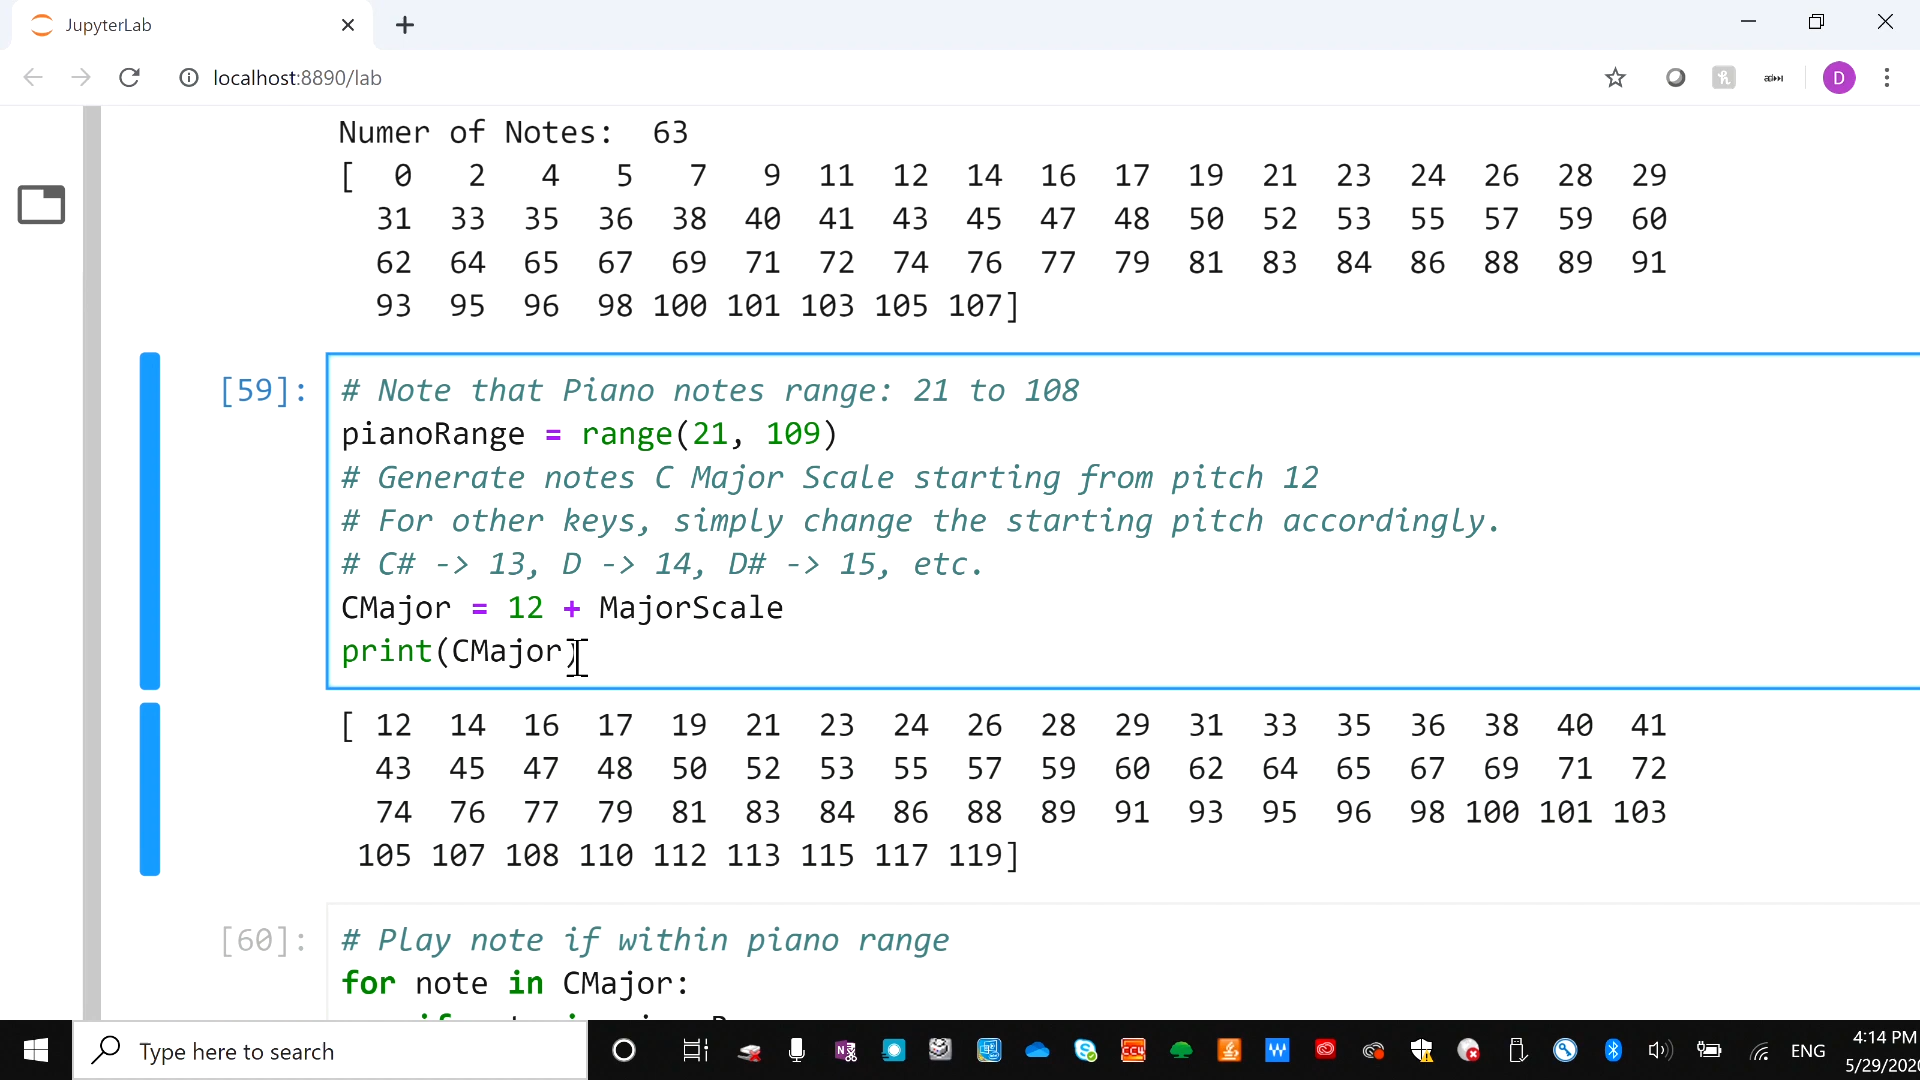 JupyterLab
localhost:8890/lab
D
Numer of Notes:  63
[  0   2   4   5   7   9  11  12  14  16  17  19  21  23  24  26  28  29
  31  33  35  36  38  40  41  43  45  47  48  50  52  53  55  57  59  60
  62  64  65  67  69  71  72  74  76  77  79  81  83  84  86  88  89  91
  93  95  96  98 100 101 103 105 107]
[59]:
# Note that Piano notes range: 21 to 108
pianoRange = range(21, 109)
# Generate notes C Major Scale starting from pitch 12
# For other keys, simply change the starting pitch accordingly.
# C# -> 13, D -> 14, D# -> 15, etc.
CMajor = 12 + MajorScale
print(CMajor)
[ 12  14  16  17  19  21  23  24  26  28  29  31  33  35  36  38  40  41
  43  45  47  48  50  52  53  55  57  59  60  62  64  65  67  69  71  72
  74  76  77  79  81  83  84  86  88  89  91  93  95  96  98 100 101 103
 105 107 108 110 112 113 115 117 119]
[60]:
# Play note if within piano range
for note in CMajor:
Type here to search
ENG
4:14 PM
5/29/202